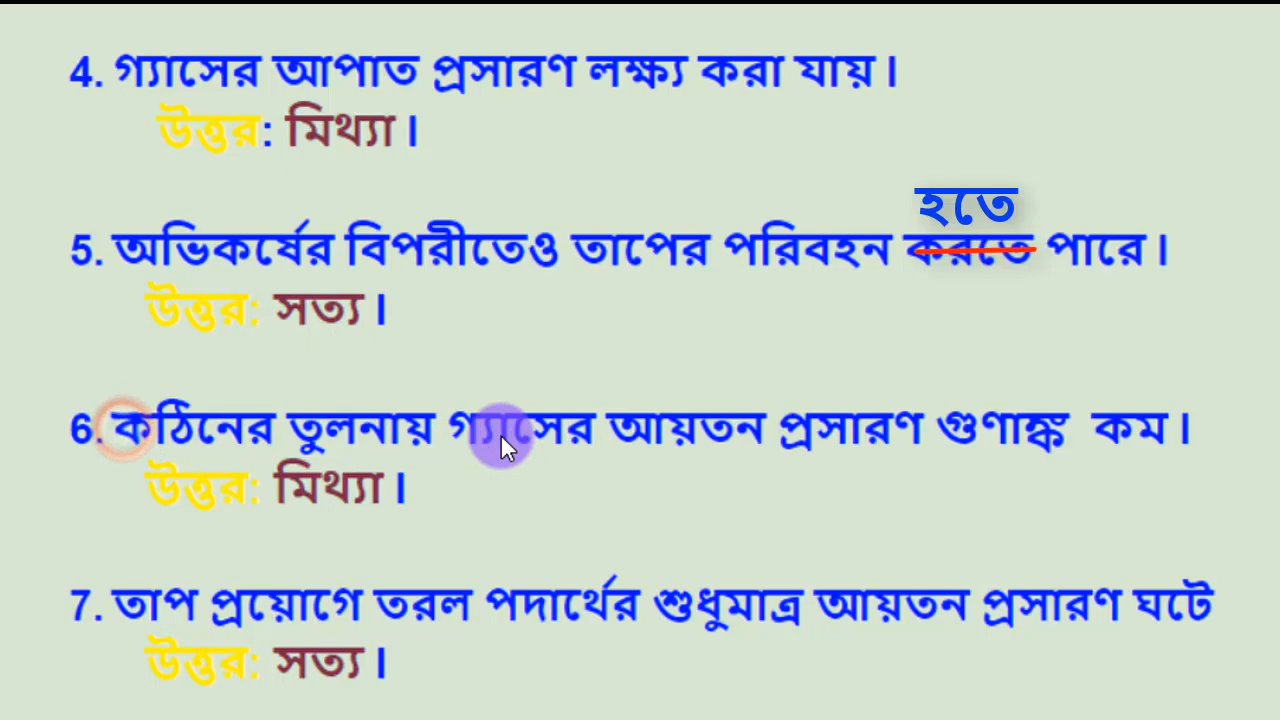 4. গ্যাসের আপাত প্রসারণ লক্ষ্য করা যায়।
উত্তর: মিথ্যা।
হতে
5. অভিকর্ষের বিপরীতেও তাপের পরিবহন করতে পারে।
উত্তর: সত্য।
6. কঠিনের তুলনায় গ্যাসের আয়তন প্রসারণ গুণাঙ্ক কম।
উত্তর: মিথ্যা।
7. তাপ প্রয়োগে তরল পদার্থের শুধুমাত্র আয়তন প্রসারণ ঘটে
উত্তর: সত্য।